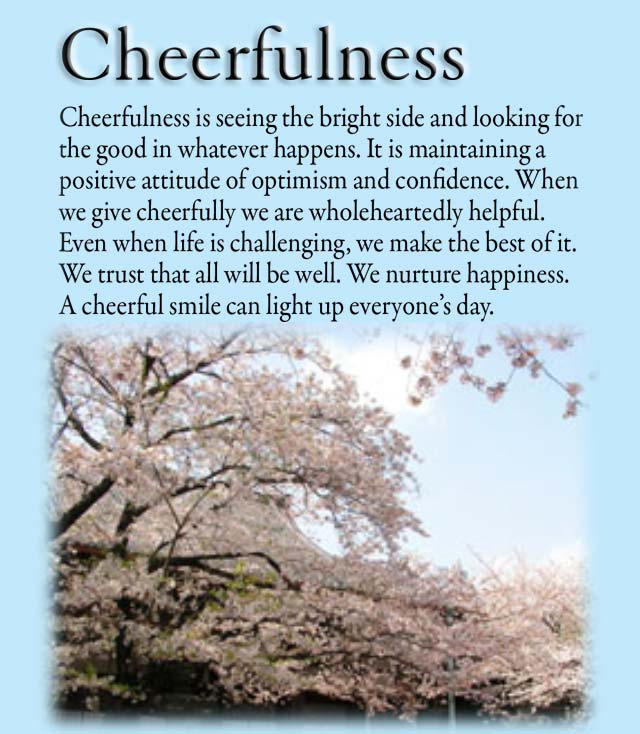 Cheerfulness
Cheerfulness is seeing the bright side and looking for
the good in whatever happens. It is maintaining a
positive attitude of optimism and confidence. When
we give cheerfully we are wholeheartedly helpful.
Even when life is challenging, we make the best of it.
We trust that all will be well. We nurture happiness.
A cheerful smile can light up everyone’s day.